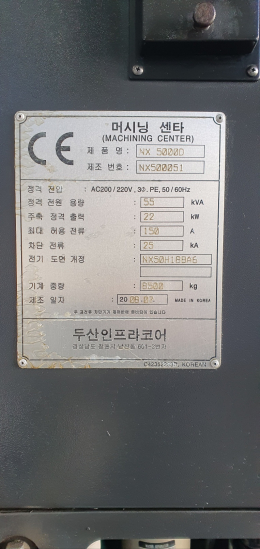 CE
머시닝 센타
(MACHINING CENTER)
제 품 명 : NX 5000D
제조 번호 : NX500051
정격 전압 : AC200 / 220V , 3Φ, PE, 50 / 60Hz
정격 전원 용량 : 55 kVA
주축 정격 출력 : 22 kW
최대 허용 전류 : 150 A
차단 전류 : 25 kA
전기 도면 개정 : NX50H18BA6
기계 중량 : 8500 kg
제조 일자 : 20 MADE IN KOREA
두산인프라코어